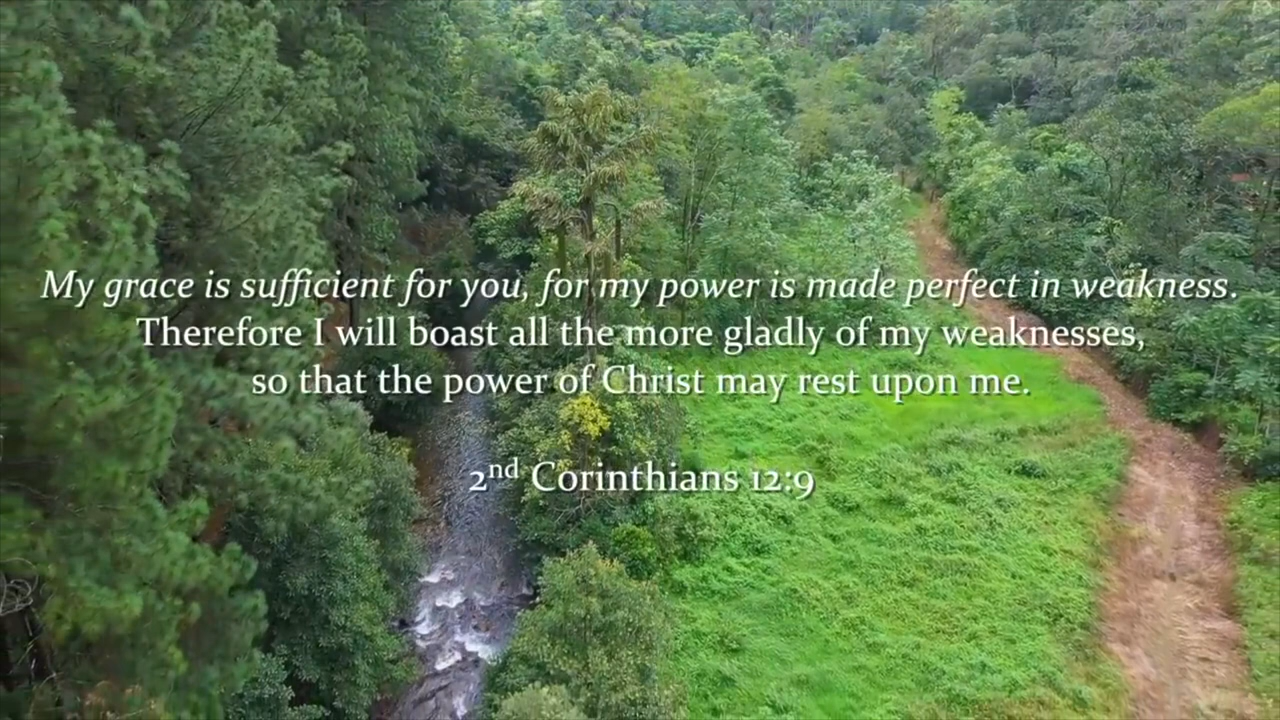 My grace is sufficient for you, for my power is made perfect in weakness.
Therefore I will boast all the more gladly of my weaknesses,
so that the power of Christ may rest upon me.
2nd Corinthians 12:9